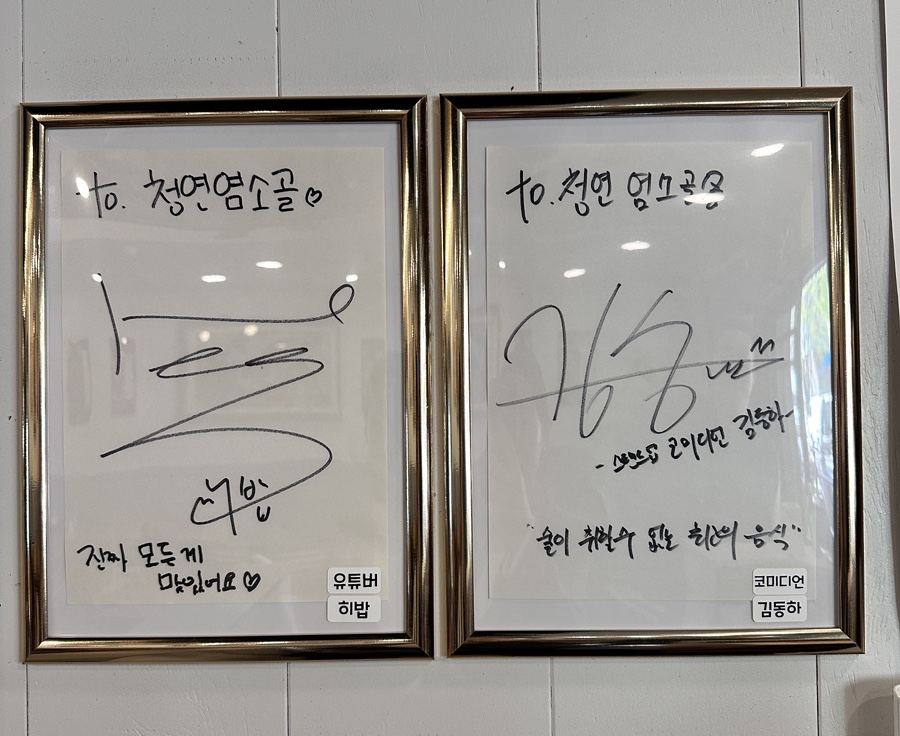 to. 청연염소골♡
히밥
진짜 모든게
맛있어요♡
유튜버
히밥
to. 청연 염소골
- 스탠드업 코미디언 김동하-
"술이 취할수 없는 최고의 음식"
코미디언
김동하